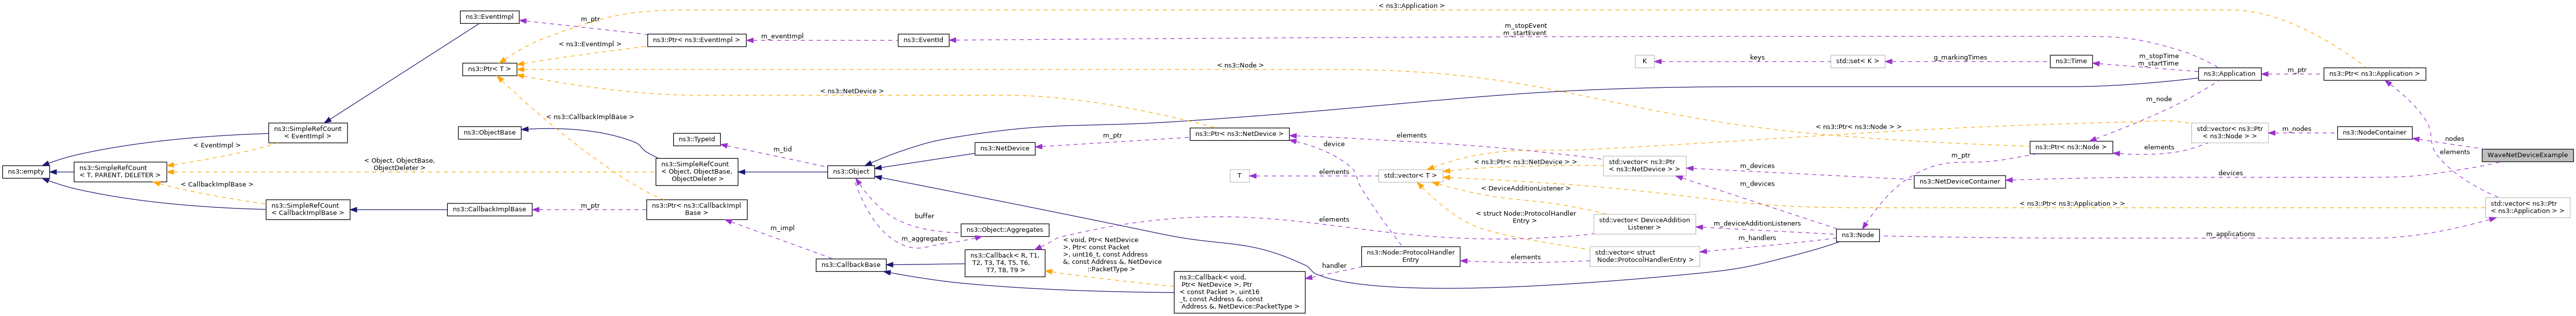 < ns3::Application >
ns3::EventImpl
m_ptr
m_stopEvent
m_startEvent
ns3::Ptr< ns3::EventImpl >
m_eventImpl
ns3::EventId
< ns3::EventImpl >
m_stopTime
m_startTime
K
keys
std::set< K >
g_markingTimes
ns3::Time
ns3::Ptr< T >
< ns3::Node >
ns3::Application
m_ptr
ns3::Ptr< ns3::Application >
< ns3::NetDevice >
m_node
< ns3::CallbackImplBase >
ns3::SimpleRefCount
< EventImpl >
ns3::ObjectBase
ns3::TypeId
m_ptr
ns3::Ptr< ns3::NetDevice >
elements
< ns3::Ptr< ns3::Node > >
std::vector< ns3::Ptr
< ns3::Node > >
m_nodes
ns3::NodeContainer
nodes
< EventImpl >
m_tid
ns3::NetDevice
device
ns3::Ptr< ns3::Node >
elements
elements
WaveNetDeviceExample
< Object, ObjectBase,
ObjectDeleter >
m_ptr
< ns3::Ptr< ns3::NetDevice > >
std::vector< ns3::Ptr
< ns3::NetDevice > >
m_devices
ns3::empty
ns3::SimpleRefCount
< T, PARENT, DELETER >
ns3::SimpleRefCount
< Object, ObjectBase,
ObjectDeleter >
ns3::Object
T
elements
std::vector< T >
devices
< CallbackImplBase >
m_devices
ns3::NetDeviceContainer
< DeviceAdditionListener >
ns3::SimpleRefCount
< CallbackImplBase >
ns3::CallbackImplBase
m_ptr
ns3::Ptr< ns3::CallbackImpl
Base >
buffer
elements
< struct Node::ProtocolHandler
Entry >
std::vector< DeviceAddition
Listener >
m_deviceAdditionListeners
< ns3::Ptr< ns3::Application > >
std::vector< ns3::Ptr
< ns3::Application > >
m_impl
ns3::Object::Aggregates
m_aggregates
m_handlers
ns3::Node
m_applications
< void, Ptr< NetDevice
>, Ptr< const Packet
>, uint16_t, const Address
&, const Address &, NetDevice
::PacketType >
ns3::Node::ProtocolHandler
Entry
elements
std::vector< struct
Node::ProtocolHandlerEntry >
ns3::CallbackBase
ns3::Callback< R, T1,
T2, T3, T4, T5, T6,
T7, T8, T9 >
handler
ns3::Callback< void,
Ptr< NetDevice >, Ptr
< const Packet >, uint16
_t, const Address &, const
Address &, NetDevice::PacketType >